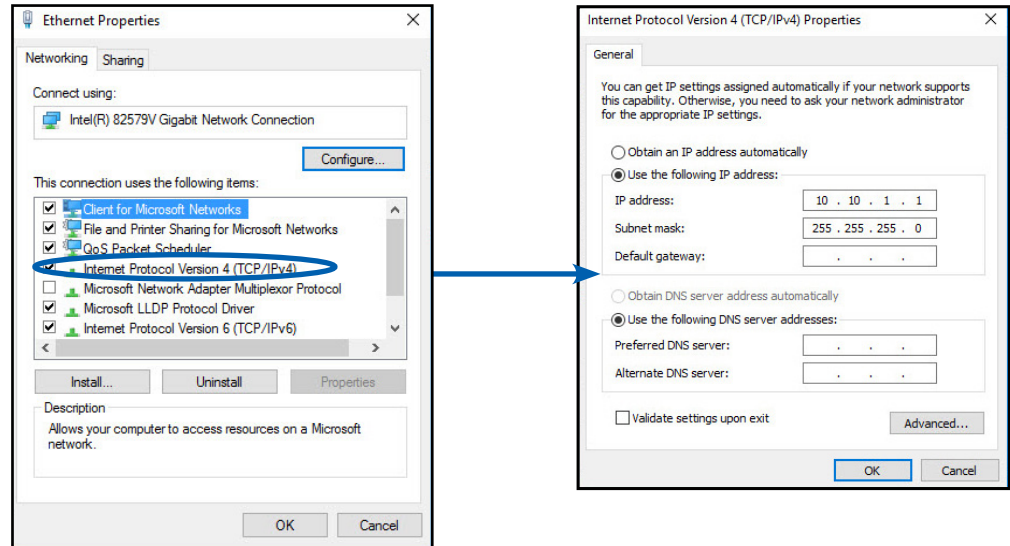 Ethernet Properties
Networking
Sharing
Connect using:
Intel(R) 82579V Gigabit Network Connection
Configure...
This connection uses the following items:
Client for Microsoft Networks
File and Printer Sharing for Microsoft Networks
QoS Packet Scheduler
Internet Protocol Version 4 (TCP/IPv4)
Microsoft Network Adapter Multiplexor Protocol
Microsoft LLDP Protocol Driver
Internet Protocol Version 6 (TCP/IPv6)
Install...
Uninstall
Properties
Description
Allows your computer to access resources on a Microsoft
network.
OK
Cancel
Internet Protocol Version 4 (TCP/IPv4) Properties
General
You can get IP settings assigned automatically if your network supports
this capability. Otherwise, you need to ask your network administrator
for the appropriate IP settings.
Obtain an IP address automatically
Use the following IP address:
IP address: 10 . 10 . 1 . 1
Subnet mask: 255 . 255 . 255 . 0
Default gateway: . . .
Obtain DNS server address automatically
Use the following DNS server addresses:
Preferred DNS server: . . .
Alternate DNS server: . . .
Validate settings upon exit
Advanced...
OK
Cancel